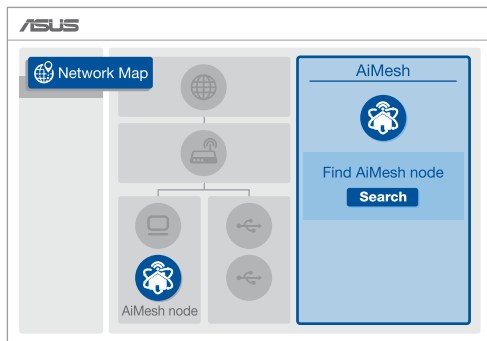 ASUS
Network Map
AiMesh
Find AiMesh node
Search
AiMesh node